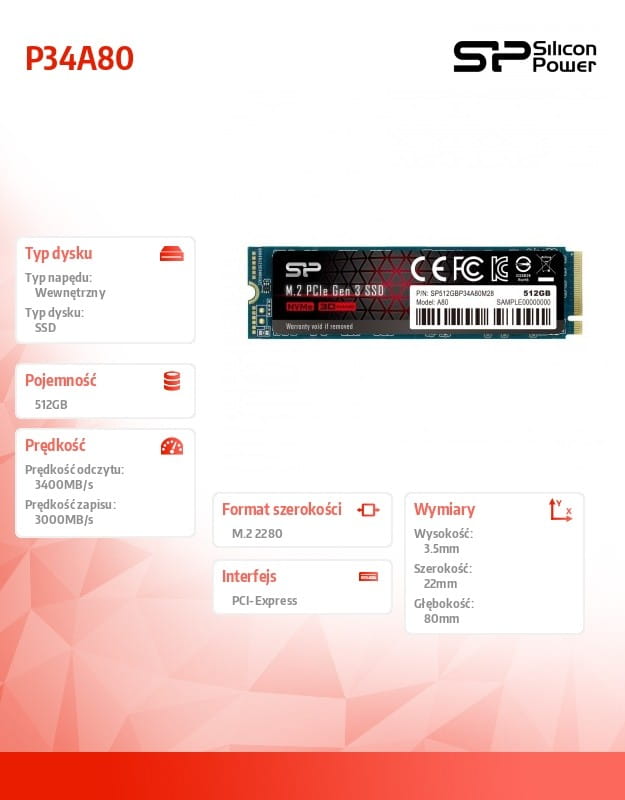 P34A80
SP Silicon
Power
Typ dysku
Typ napędu:
Wewnętrzny
Typ dysku:
SSD
SP
M.2 PCIe Gen 3 SSD
NVMe
Warranty void if removed
CE FC
P/N: SP512GBP34A80M28
512GB
Model: A80
SAMPLE00000000
Pojemność
512GB
Prędkość
Prędkość odczytu:
3400MB/s
Prędkość zapisu:
3000MB/s
Format szerokości
M.2 2280
Interfejs
PCI-Express
Wymiary
Y
X
Wysokość:
3.5mm
Szerokość:
22mm
Głębokość:
80mm